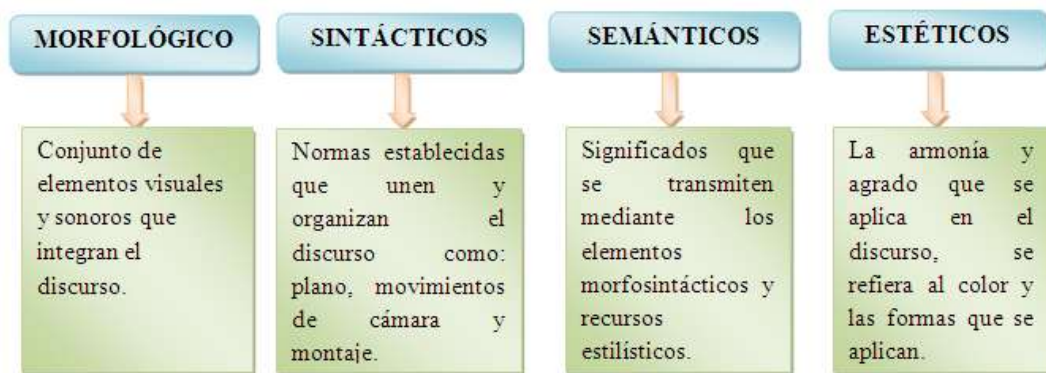 MORFOLÓGICO
Conjunto de
elementos visuales
y sonoros que
integran el
discurso.
SINTÁCTICOS
Normas establecidas
que unen y
organizan el
discurso como:
plano, movimientos
de cámara y
montaje.
SEMÁNTICOS
Significados que
se transmiten
mediante los
elementos
morfosintácticos y
recursos
estilísticos.
ESTÉTICOS
La armonía y
agrado que se
aplica en el
discurso, se
refiera al color y
las formas que se
aplican.